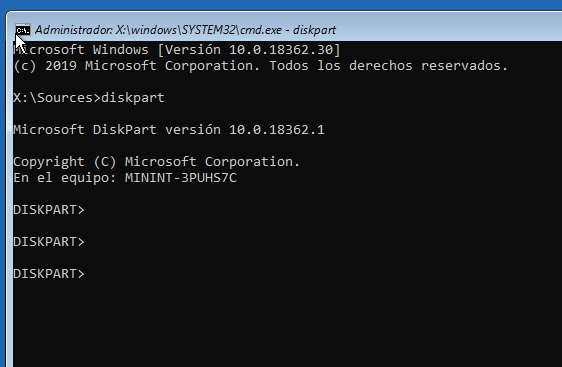 Administrador: X:\windows\SYSTEM32\cmd.exe - diskpart
Microsoft Windows [Versión 10.0.18362.30]
(c) 2019 Microsoft Corporation. Todos los derechos reservados.
X:\Sources>diskpart
Microsoft DiskPart versión 10.0.18362.1
Copyright (C) Microsoft Corporation.
En el equipo: MININT-3PUHS7C
DISKPART>
DISKPART>
DISKPART>